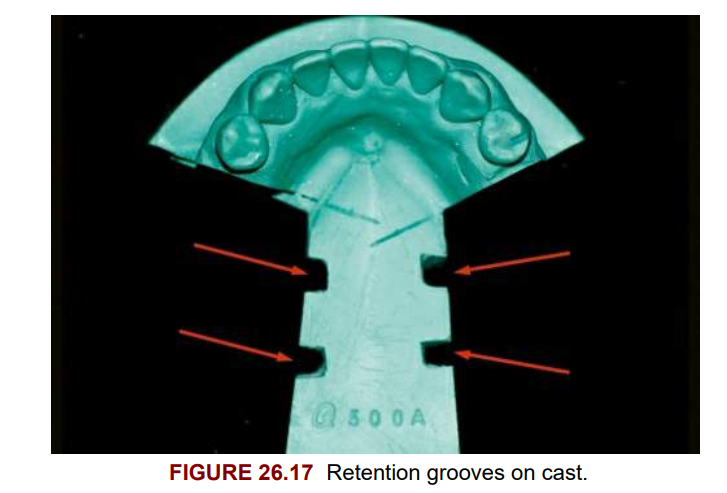 Q 500A
FIGURE 26.17 Retention grooves on cast.